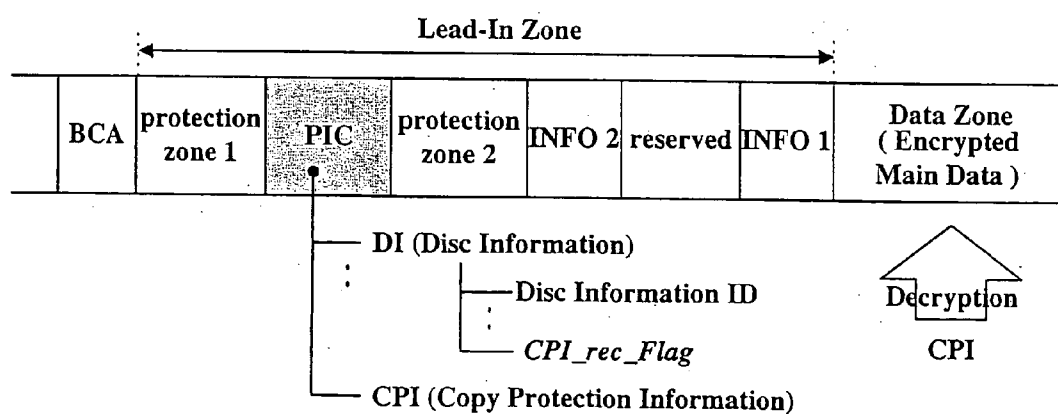 Lead-In Zone
BCA
protection
zone 1
PIC
protection
zone 2
INFO 2
reserved
INFO 1
Data Zone
( Encrypted
Main Data )
DI (Disc Information)
Disc Information ID
CPI_rec_Flag
CPI (Copy Protection Information)
Decryption
CPI